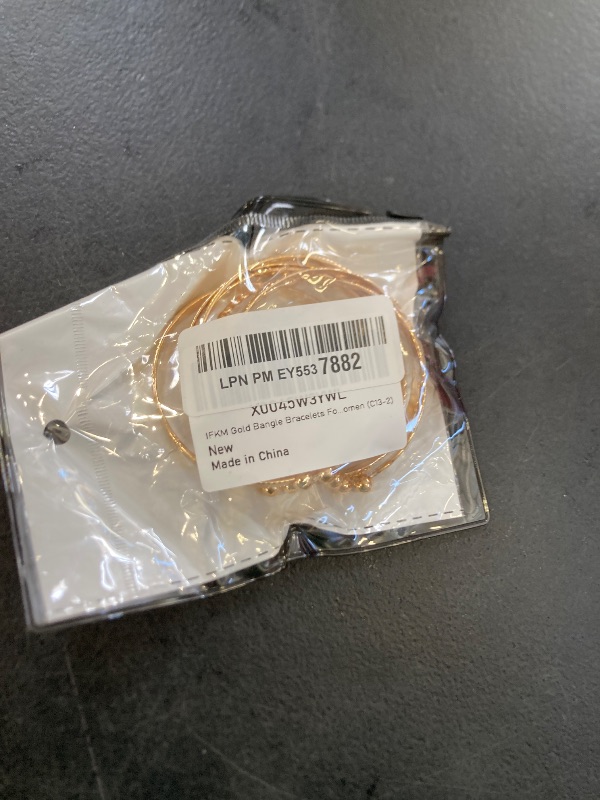 LPN PM EY553 7882
X0045W3YWL
IFKM Gold Bangle Bracelets Fo...omen (C13-2)
New
Made in China